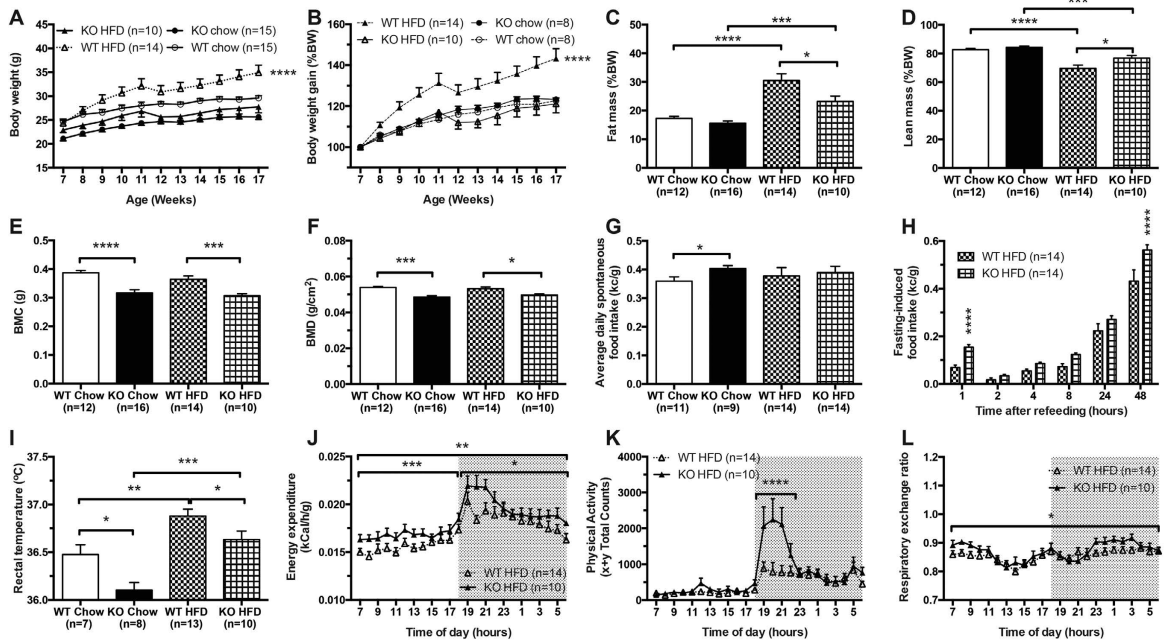 A
KO HFD (n=10) KO chow (n=15)
WT HFD (n=14) WT chow (n=15)
Body weight (g)
45
40
35
30
25
20
15
****
7 8 9 10 11 12 13 14 15 16 17
Age (Weeks)
B
WT HFD (n=14) KO chow (n=8)
KO HFD (n=10) WT chow (n=8)
Body weight gain (%BW)
160
140
120
100
****
7 8 9 10 11 12 13 14 15 16 17
Age (Weeks)
C
Fat mass (%BW)
60
50
40
30
20
10
0
***
****
*
WT Chow KO Chow WT HFD KO HFD
(n=12) (n=16) (n=14) (n=10)
D
Lean mass (%BW)
100
80
60
40
20
0
***
****
*
WT Chow KO Chow WT HFD KO HFD
(n=12) (n=16) (n=14) (n=10)
E
BMC (g)
0.5
0.4
0.3
0.2
0.1
0.0
**** ***
WT Chow KO Chow WT HFD KO HFD
(n=12) (n=16) (n=14) (n=10)
F
BMD (g/cm²)
0.08
0.06
0.04
0.02
0.00
*** *
WT Chow KO Chow WT HFD KO HFD
(n=12) (n=16) (n=14) (n=10)
G
Average daily spontaneous
food intake (kc/g)
0.5
0.4
0.3
0.2
0.1
0.0
*
WT Chow KO Chow WT HFD KO HFD
(n=11) (n=9) (n=14) (n=10)
H
Fasting-induced
food intake (kc/g)
0.6
0.4
0.2
0.0
WT HFD (n=14)
KO HFD (n=14)
****
****
1 2 4 8 24 48
Time after refeeding (hours)
I
Rectal temperature (ºC)
37.5
37.0
36.5
36.0
***
** *
*
WT Chow KO Chow WT HFD KO HFD
(n=7) (n=8) (n=13) (n=10)
J
Energy expenditure
(kCal/h/g)
0.025
0.020
0.015
0.010
**
*** *
WT HFD (n=14)
KO HFD (n=10)
7 9 11 13 15 17 19 21 23 1 3 5
Time of day (hours)
K
WT HFD (n=14)
KO HFD (n=10)
Physical Activity
(x+y Total Counts)
4000
3000
2000
1000
0
****
7 9 11 13 15 17 19 21 23 1 3 5
Time of day (hours)
L
Respiratory exchange ratio
1.2
1.1
1.0
0.9
0.8
0.7
WT HFD (n=14)
KO HFD (n=10)
*
7 9 11 13 15 17 19 21 23 1 3 5
Time of day (hours)